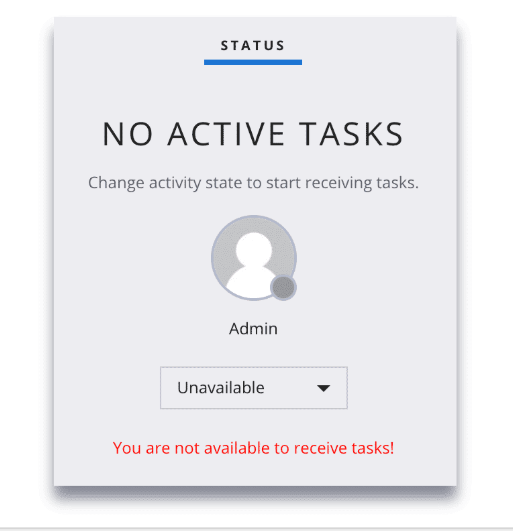 STATUS
NO ACTIVE TASKS
Change activity state to start receiving tasks.
Admin
Unavailable
You are not available to receive tasks!